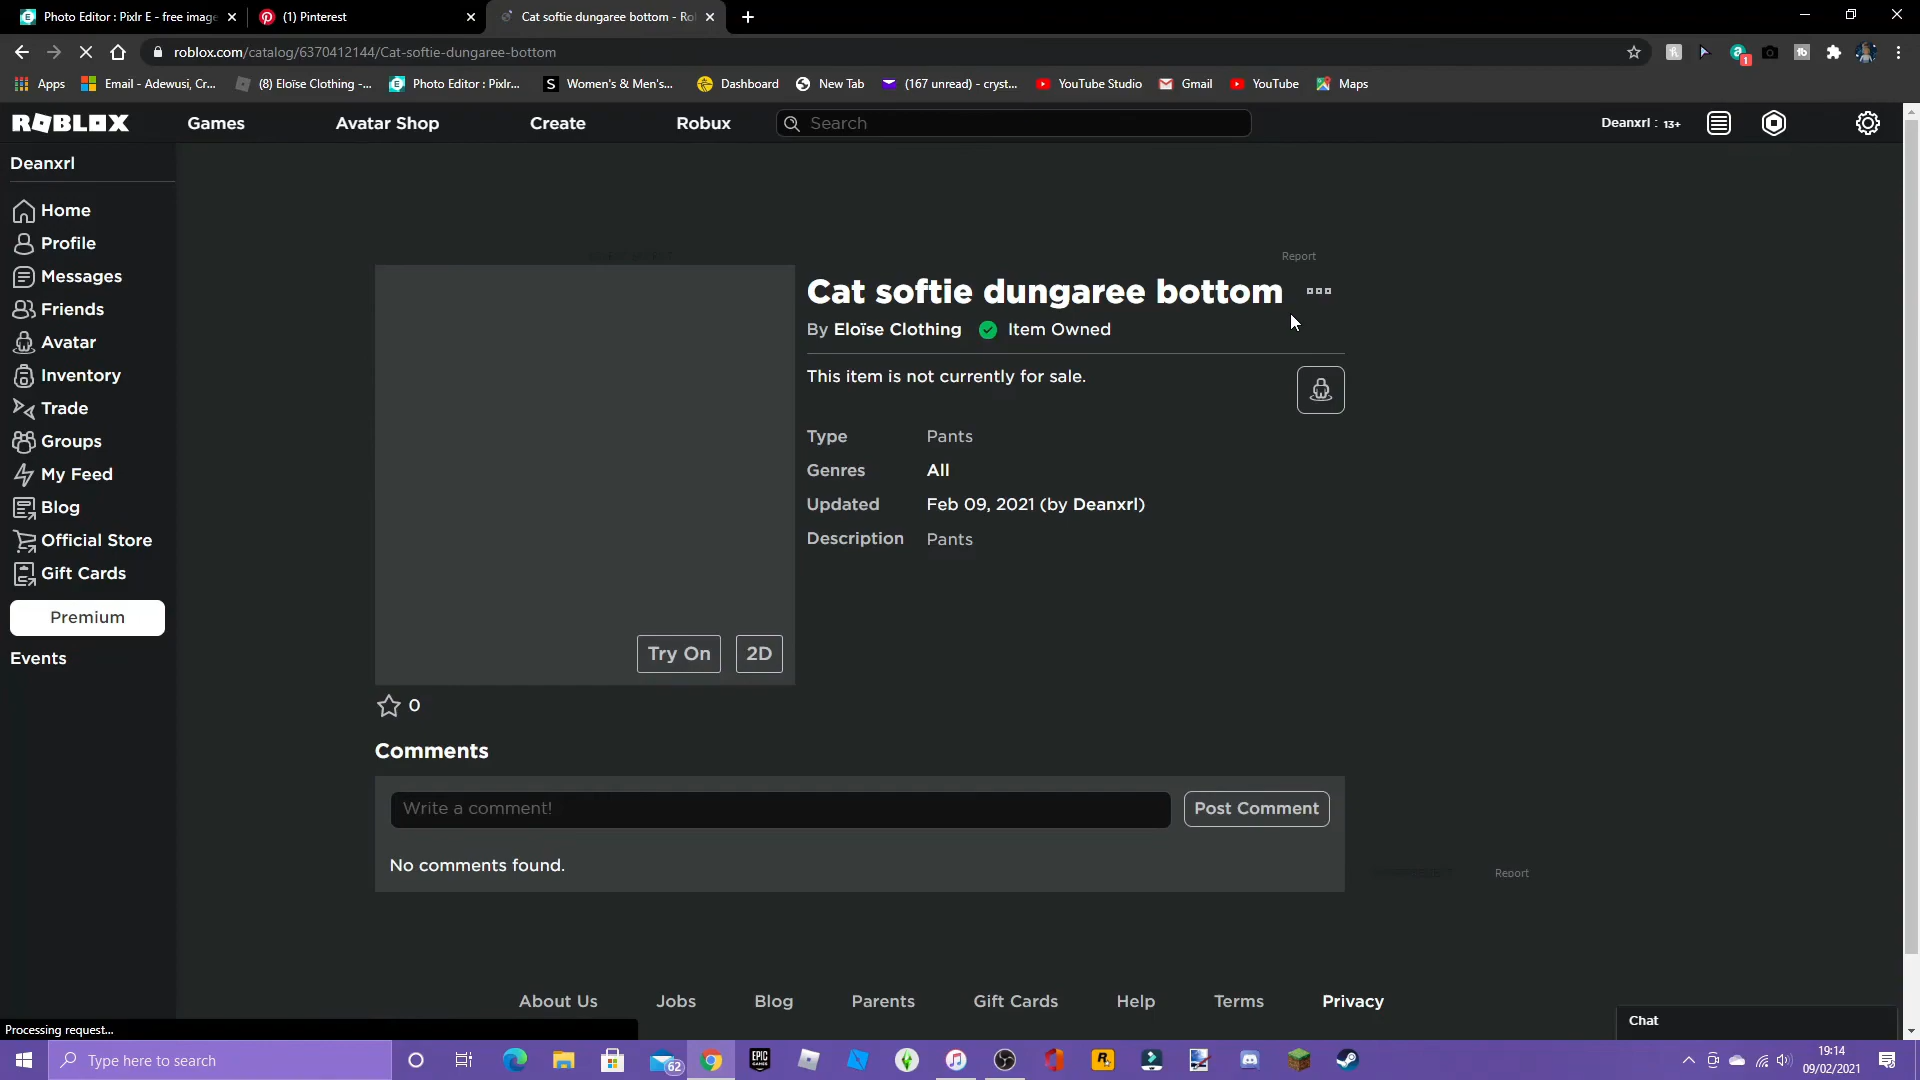 Photo Editor : Pixlr E - free image
(1) Pinterest
Cat softie dungaree bottom - Ro
roblox.com/catalog/6370412144/Cat-softie-dungaree-bottom
Apps
Email - Adewusi, Cr...
(8) Eloïse Clothing -...
Photo Editor : Pixlr...
Women's & Men's...
Dashboard
New Tab
(167 unread) - cryst...
YouTube Studio
Gmail
YouTube
Maps
ROBLOX
Games
Avatar Shop
Create
Robux
Search
Deanxrl : 13+
Deanxrl
Home
Profile
Messages
Friends
Avatar
Inventory
Trade
Groups
My Feed
Blog
Official Store
Gift Cards
Premium
Events
Report
Cat softie dungaree bottom
By Eloïse Clothing Item Owned
This item is not currently for sale.
Type Pants
Genres All
Updated Feb 09, 2021 (by Deanxrl)
Description Pants
Try On
2D
0
Comments
Write a comment!
Post Comment
No comments found.
Report
About Us
Jobs
Blog
Parents
Gift Cards
Help
Terms
Privacy
Chat
Processing request...
Type here to search
62
EPIC GAMES
19:14
09/02/2021